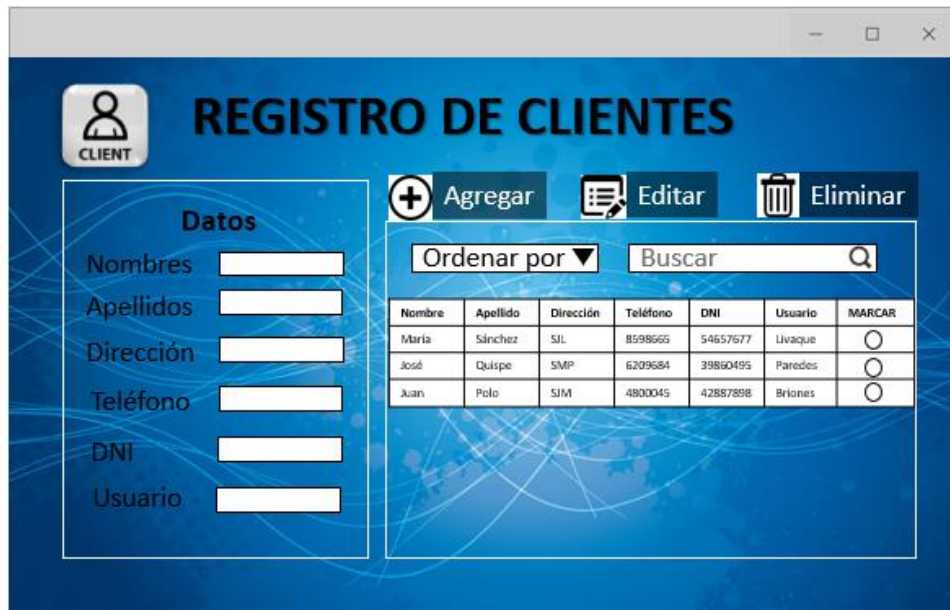 REGISTRO DE CLIENTES
CLIENT
Agregar Editar Eliminar
Datos
Nombres
Apellidos
Dirección
Teléfono
DNI
Usuario
Ordenar por Buscar
Nombre Apellido Dirección Teléfono DNI Usuario MARCAR
María Sánchez SJL 8598665 54657677 Livaque
José Quispe SMP 6209684 39860495 Paredes
Juan Polo SJM 4800045 42887898 Briones